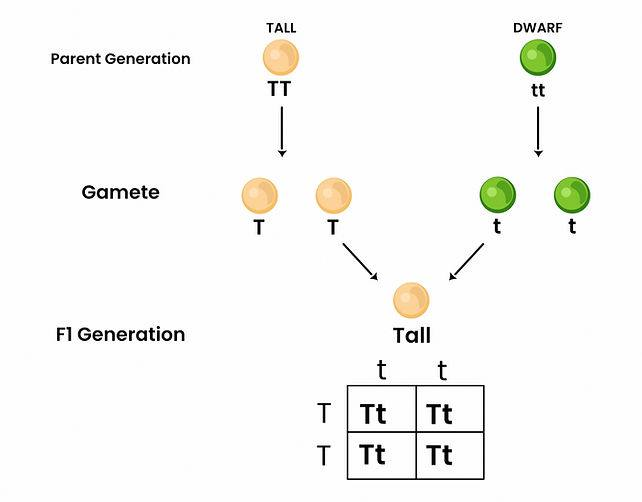 TALL DWARF
Parent Generation
TT tt
Gamete
T T t t
F1 Generation
Tall
t t
T Tt Tt
T Tt Tt